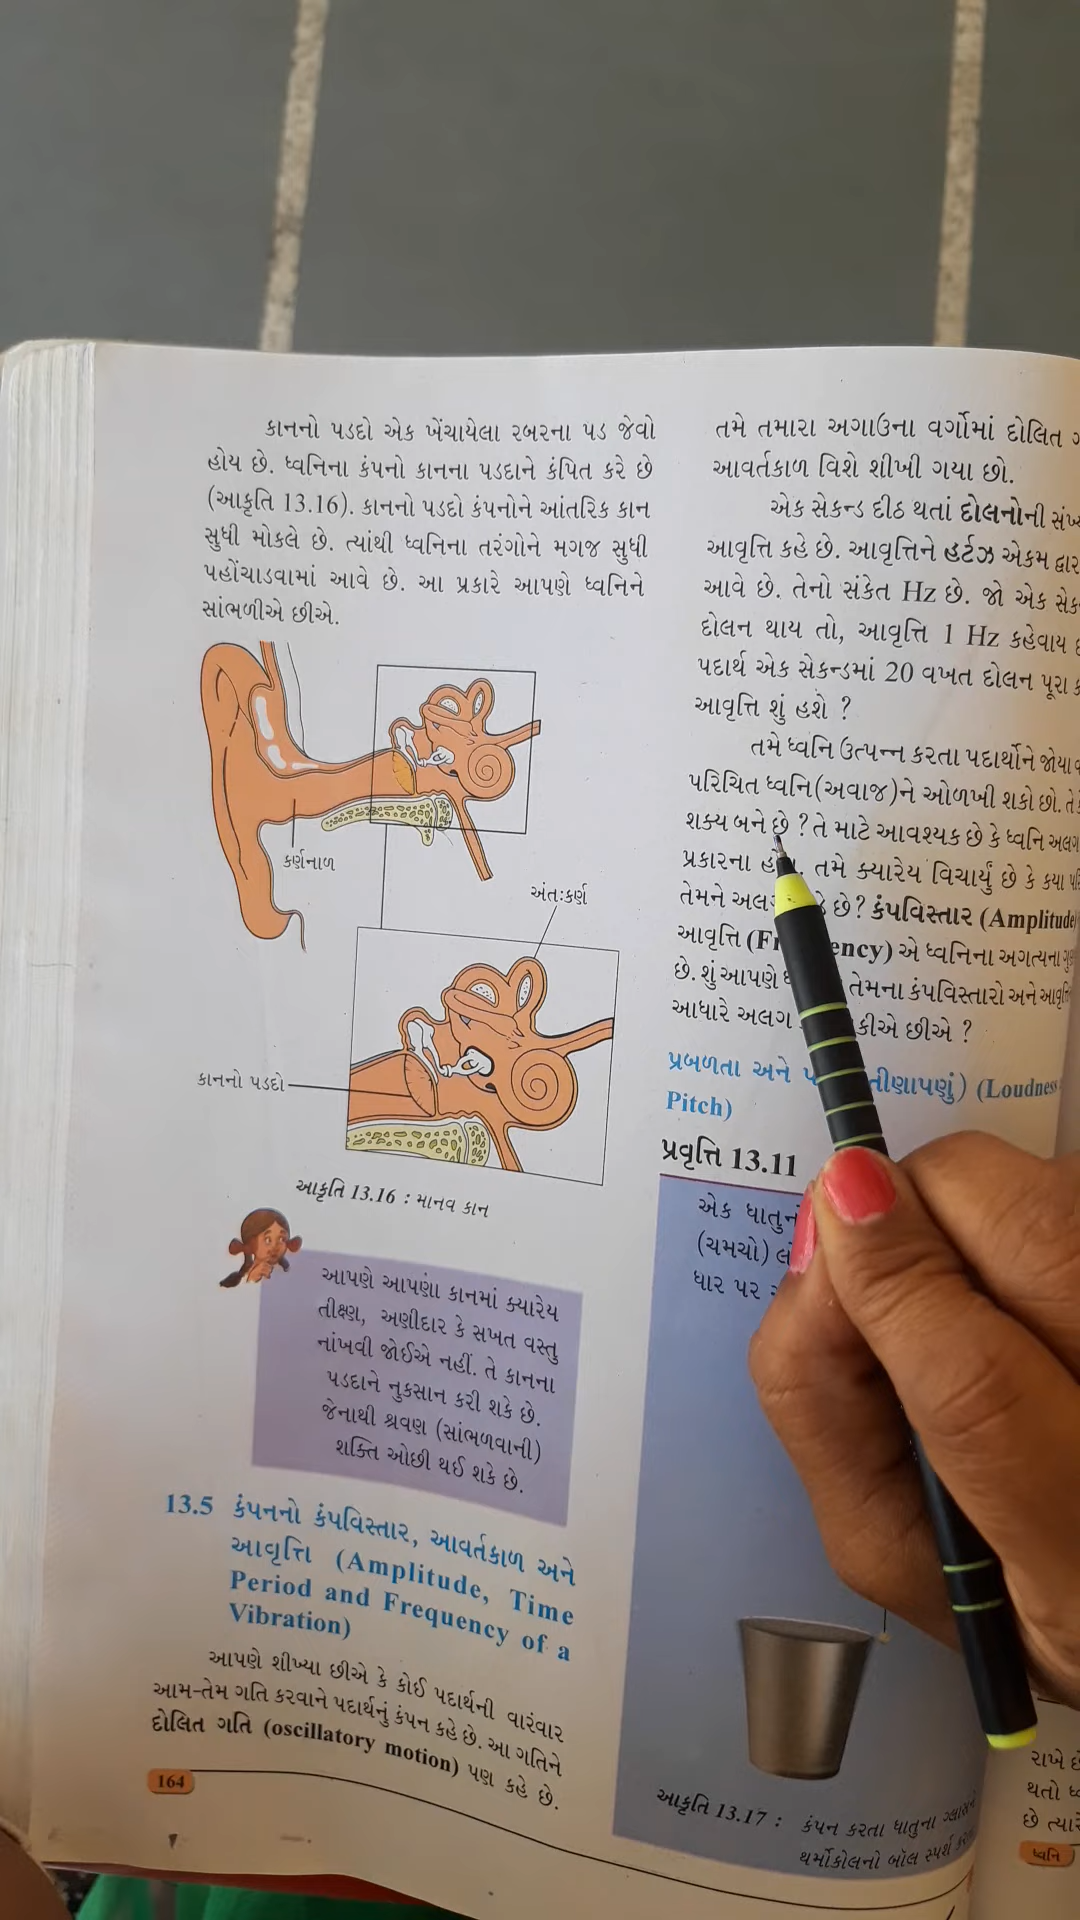 કાનનો પડદો એક ખેંચાયેલા રબરના પડ જેવો
હોય છે. ધ્વનિના કંપનો કાનના પડદાને કંપિત કરે છે
(આકૃતિ 13.16). કાનનો પડદો કંપનોને આંતરિક કાન
સુધી મોકલે છે. ત્યાંથી ધ્વનિના તરંગોને મગજ સુધી
પહોંચાડવામાં આવે છે. આ પ્રકારે આપણે ધ્વનિને
સાંભળીએ છીએ.
કર્ણનાળ
અંતઃકર્ણ
કાનનો પડદો
આકૃતિ 13.16 : માનવ કાન
આપણે આપણા કાનમાં ક્યારેય
તીક્ષ્ણ, અણીદાર કે સખત વસ્તુ
નાંખવી જોઈએ નહીં. તે કાનના
પડદાને નુકસાન કરી શકે છે.
જેનાથી શ્રવણ (સાંભળવાની)
શક્તિ ઓછી થઈ શકે છે.
13.5 કંપનનો કંપવિસ્તાર, આવર્તકાળ અને
આવૃત્તિ (Amplitude, Time
Period and Frequency of a
Vibration)
આપણે શીખ્યા છીએ કે કોઈ પદાર્થની વારંવાર
આમ-તેમ ગતિ કરવાને પદાર્થનું કંપન કહે છે. આ ગતિને
દોલિત ગતિ (oscillatory motion) પણ કહે છે.
164
તમે તમારા અગાઉના વર્ગોમાં દોલિત
આવર્તકાળ વિશે શીખી ગયા છો.
એક સેકન્ડ દીઠ થતાં દોલનોની
આવૃત્તિ કહે છે. આવૃત્તિને હર્ટઝ એકમ
આવે છે. તેનો સંકેત Hz છે. જો એક
દોલન થાય તો, આવૃત્તિ 1 Hz કહેવાય
પદાર્થ એક સેકન્ડમાં 20 વખત દોલન પૂરા
આવૃત્તિ શું હશે ?
તમે ધ્વનિ ઉત્પન્ન કરતા પદાર્થોને જોયા
પરિચિત ધ્વનિ(અવાજ)ને ઓળખી શકો છો.
શક્ય બને છે ? તે માટે આવશ્યક છે કે ધ્વનિ
પ્રકારના તમે ક્યારેય વિચાર્યું છે કે કયા
તેમને છે? કંપવિસ્તાર (Amplitude)
આવૃત્તિ એ ધ્વનિના અગત્યના
છે. શું આપણે તેમના કંપવિસ્તારો અને
આધારે અલગ છીએ ?
પ્રબળતા અને (Loudness
Pitch)
પ્રવૃત્તિ 13.11
એક
(ચમચો)
ધાર પર
આકૃતિ 13.17 : કંપન કરતા ધાતુના
થર્મોકોલનો બૉલ સ્પર્શ
રાખે
થતો
છે ત્યારે
ધ્વનિ